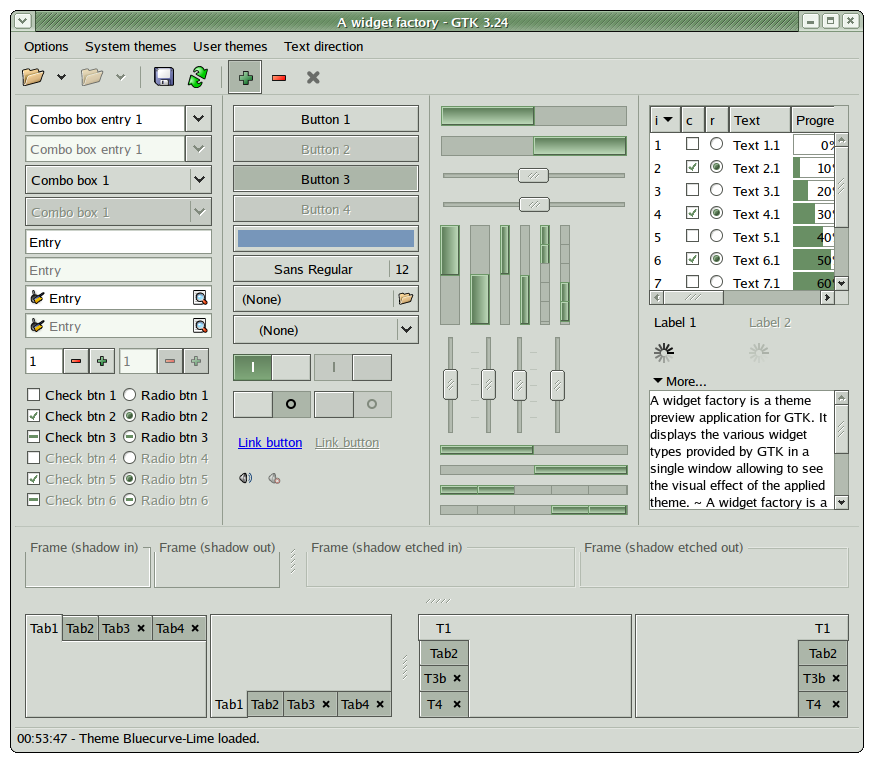 A widget factory - GTK 3.24
Options System themes User themes Text direction
Combo box entry 1
Combo box entry 1
Combo box 1
Combo box 1
Entry
Entry
Entry
Entry
1 1
Check btn 1 Radio btn 1
Check btn 2 Radio btn 2
Check btn 3 Radio btn 3
Check btn 4 Radio btn 4
Check btn 5 Radio btn 5
Check btn 6 Radio btn 6
Button 1
Button 2
Button 3
Button 4
Sans Regular 12
(None)
(None)
Link button Link button
i c r Text Progre
1 Text 1.1 0%
2 Text 2.1 10%
3 Text 3.1 20%
4 Text 4.1 30%
5 Text 5.1 40%
6 Text 6.1 50%
7 Text 7.1 60%
Label 1 Label 2
More...
A widget factory is a theme
preview application for GTK. It
displays the various widget
types provided by GTK in a
single window allowing to see
the visual effect of the applied
theme. ~ A widget factory is a
Frame (shadow in) Frame (shadow out) Frame (shadow etched in) Frame (shadow etched out)
Tab1 Tab2 Tab3 Tab4
Tab1 Tab2 Tab3 Tab4
T1
Tab2
T3b
T4
T1
Tab2
T3b
T4
00:53:47 - Theme Bluecurve-Lime loaded.